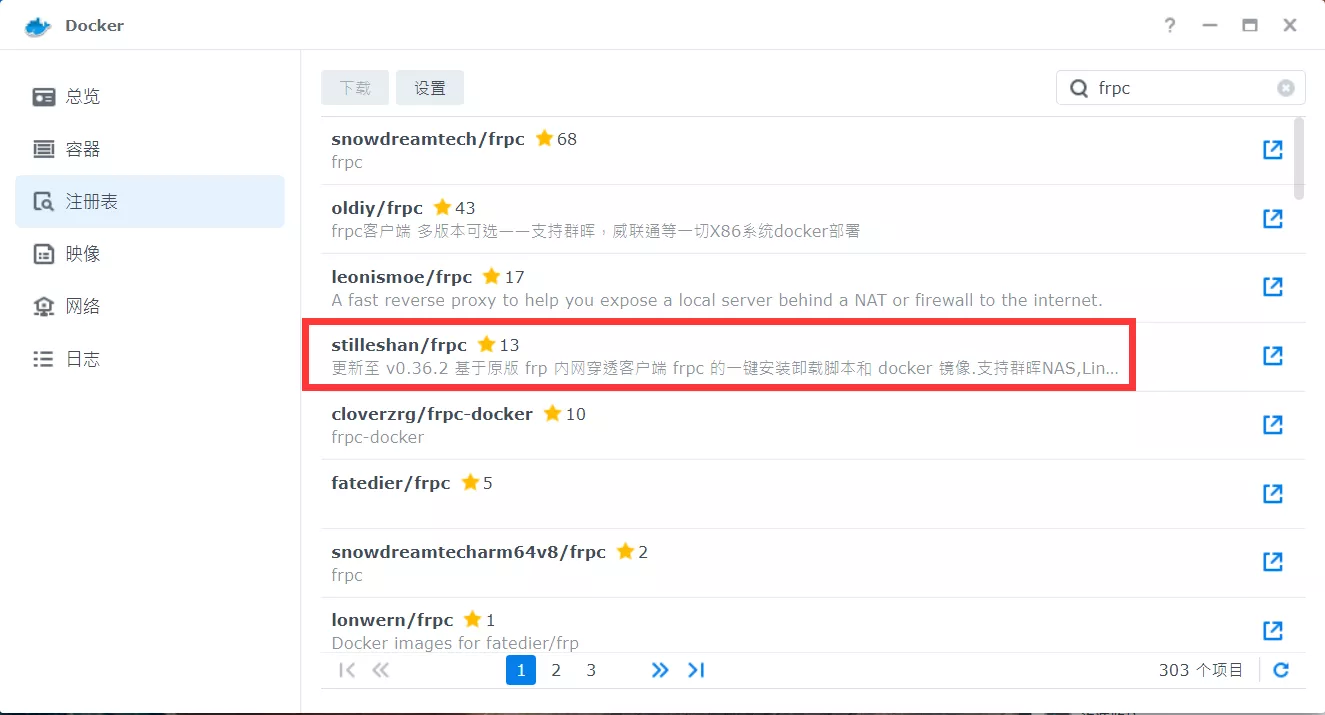 Docker
总览
容器
注册表
映像
网络
日志
下载 设置 frpc
snowdreamtech/frpc 68
frpc
oldiy/frpc 43
frpc客户端 多版本可选——支持群晖，威联通等一切X86系统docker部署
leonismoe/frpc 17
A fast reverse proxy to help you expose a local server behind a NAT or firewall to the internet.
stilleshan/frpc 13
更新至 v0.36.2 基于原版 frp 内网穿透客户端 frpc 的一键安装卸载脚本和 docker 镜像.支持群晖NAS,Lin...
cloverzrg/frpc-docker 10
frpc-docker
fatedier/frpc 5
snowdreamtecharm64v8/frpc 2
frpc
lonwern/frpc 1
Docker images for fatedier/frp
1 2 3 303 个项目